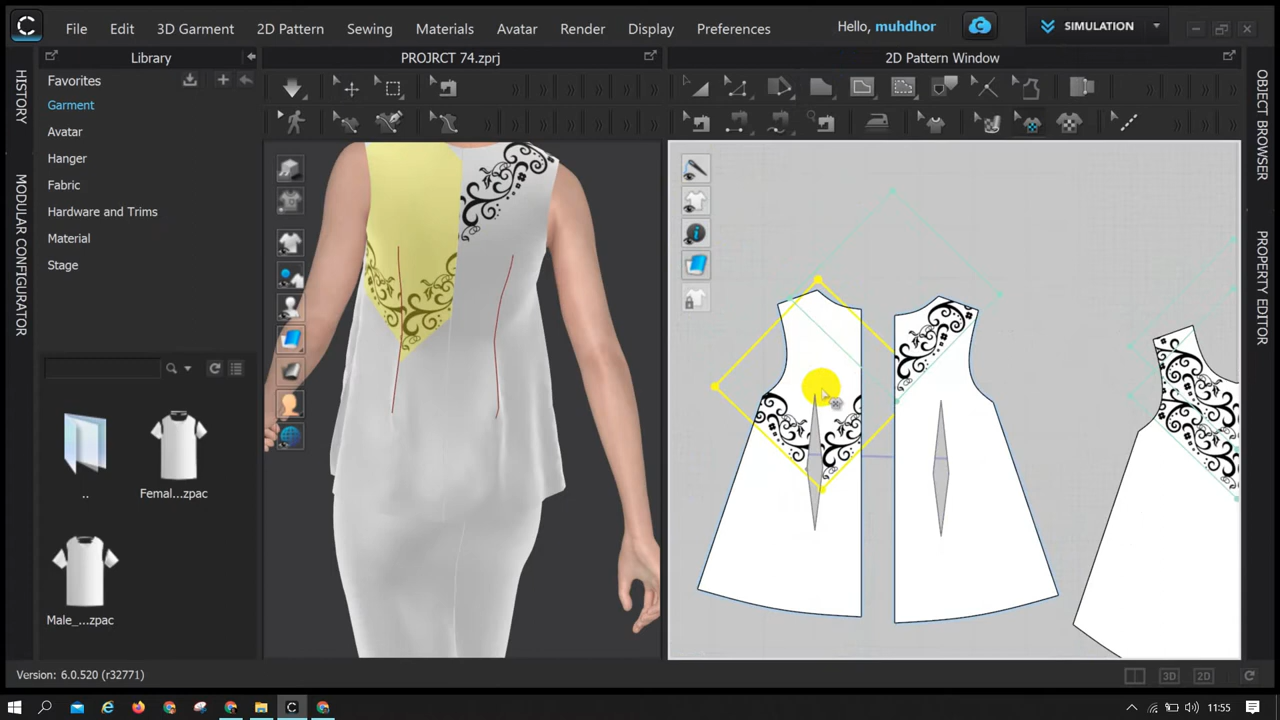 File Edit 3D Garment 2D Pattern Sewing Materials Avatar Render Display Preferences Hello, muhdhor SIMULATION
Library PROJRCT 74.zprj 2D Pattern Window
HISTORY
MODULAR CONFIGURATOR
Favorites
Garment
Avatar
Hanger
Fabric
Hardware and Trims
Material
Stage
..
Femal...zpac
Male_...zpac
OBJECT BROWSER
PROPERTY EDITOR
Version: 6.0.520 (r32771)
3D 2D
11:55